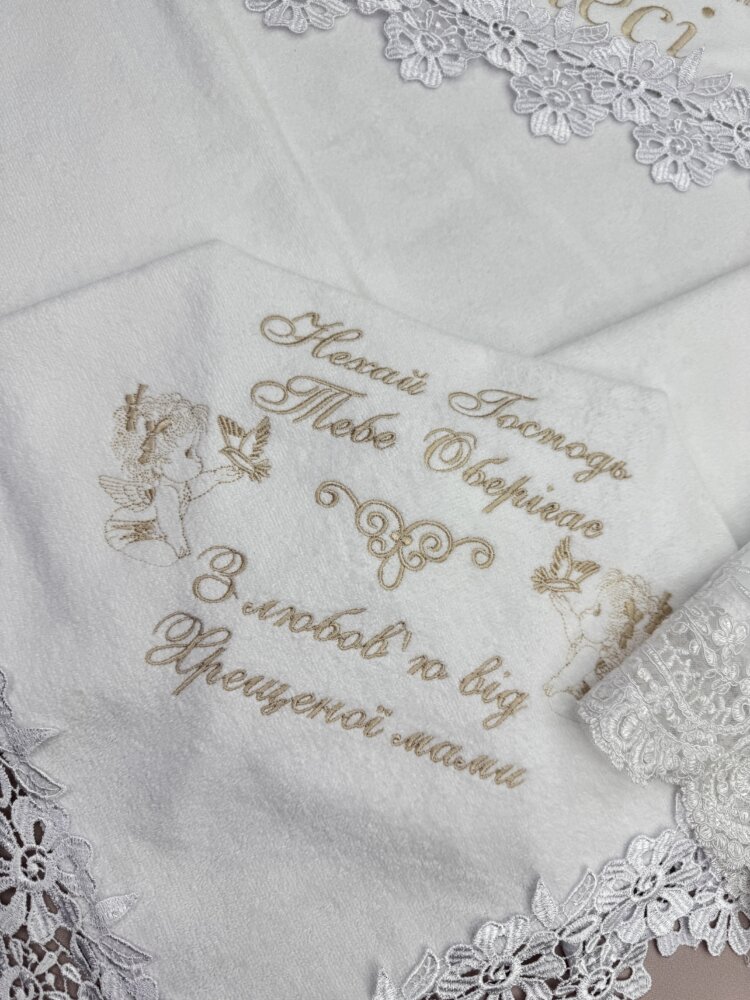 Нехай Господь
Тебе Оберігає
З любов'ю від
Хрещеної мами